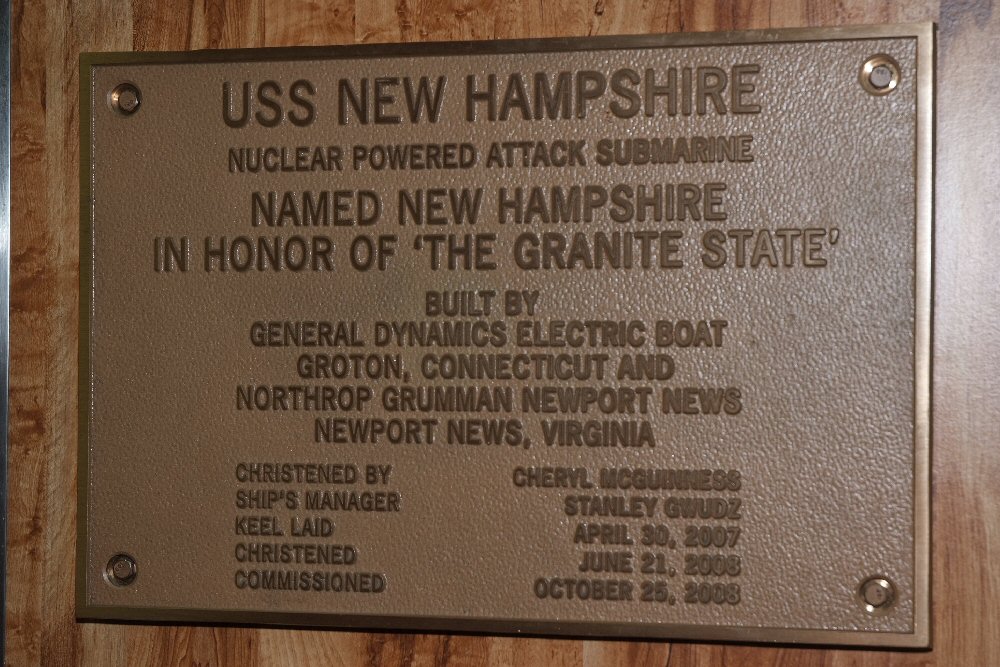 USS NEW HAMPSHIRE
NUCLEAR POWERED ATTACK SUBMARINE
NAMED NEW HAMPSHIRE
IN HONOR OF ‘THE GRANITE STATE’
BUILT BY
GENERAL DYNAMICS ELECTRIC BOAT
GROTON, CONNECTICUT AND
NORTHROP GRUMMAN NEWPORT NEWS
NEWPORT NEWS, VIRGINIA
CHRISTENED BY CHERYL MCGUINNESS
SHIP'S MANAGER STANLEY GWUDZ
KEEL LAID APRIL 30, 2007
CHRISTENED JUNE 21, 2008
COMMISSIONED OCTOBER 25, 2008